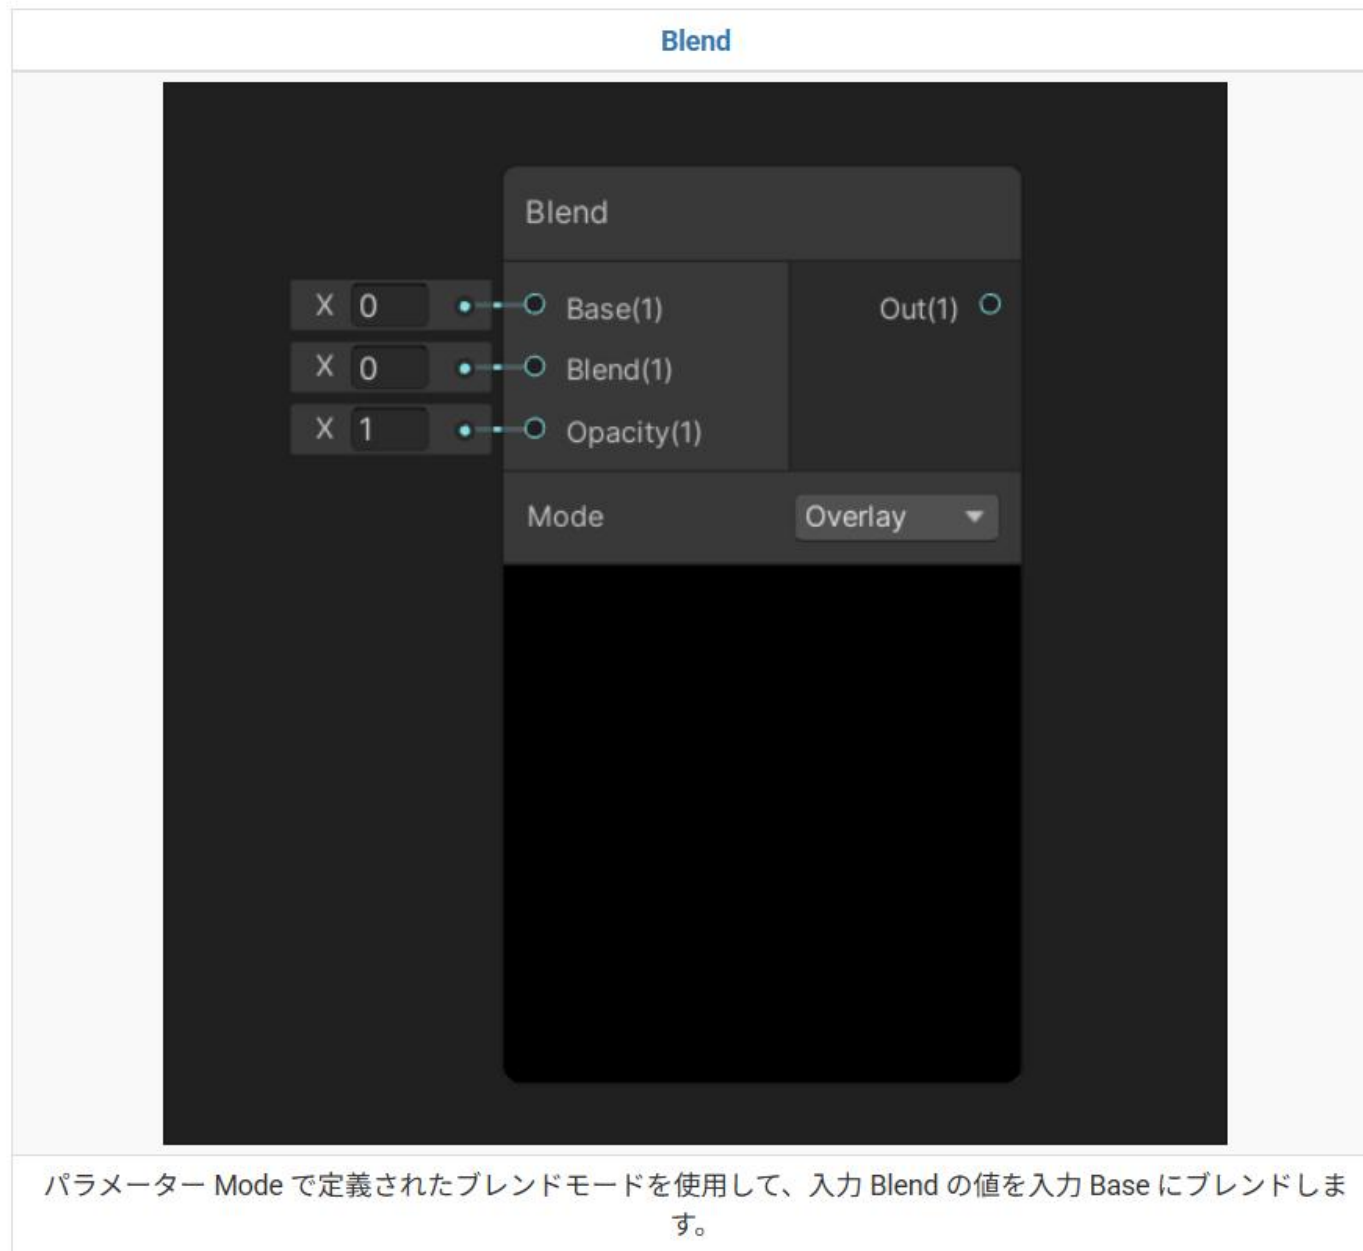 Blend
Blend
X 0 Base(1) Out(1)
X 0 Blend(1)
X 1 Opacity(1)
Mode Overlay
パラメーター Mode で定義されたブレンドモードを使用して、入力 Blend の値を入力 Base にブレンドしま
す。